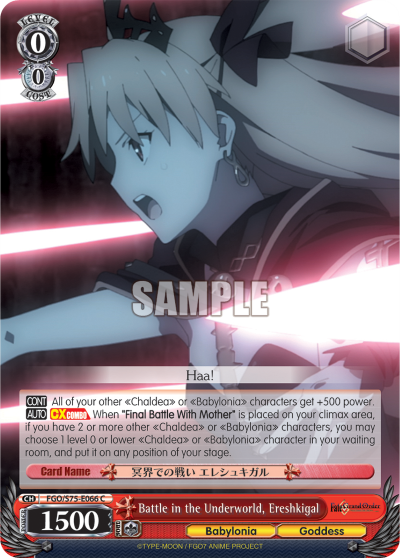 LEVEL
0
0
COST
SAMPLE
Haa!
CONT All of your other «Chaldea» or «Babylonia» characters get +500 power.
AUTO CXCOMBO When "Final Battle With Mother" is placed on your climax area,
if you have 2 or more other «Chaldea» or «Babylonia» characters, you may
choose 1 level 0 or lower «Chaldea» or «Babylonia» character in your waiting
room, and put it on any position of your stage.
Card Name 冥界での戦い エレシュキガル
CH FGO/S75-E066 C
1500
Battle in the Underworld, Ereshkigal
Fate/Grand Order
Babylonia Goddess
©TYPE-MOON / FGO7 ANIME PROJECT